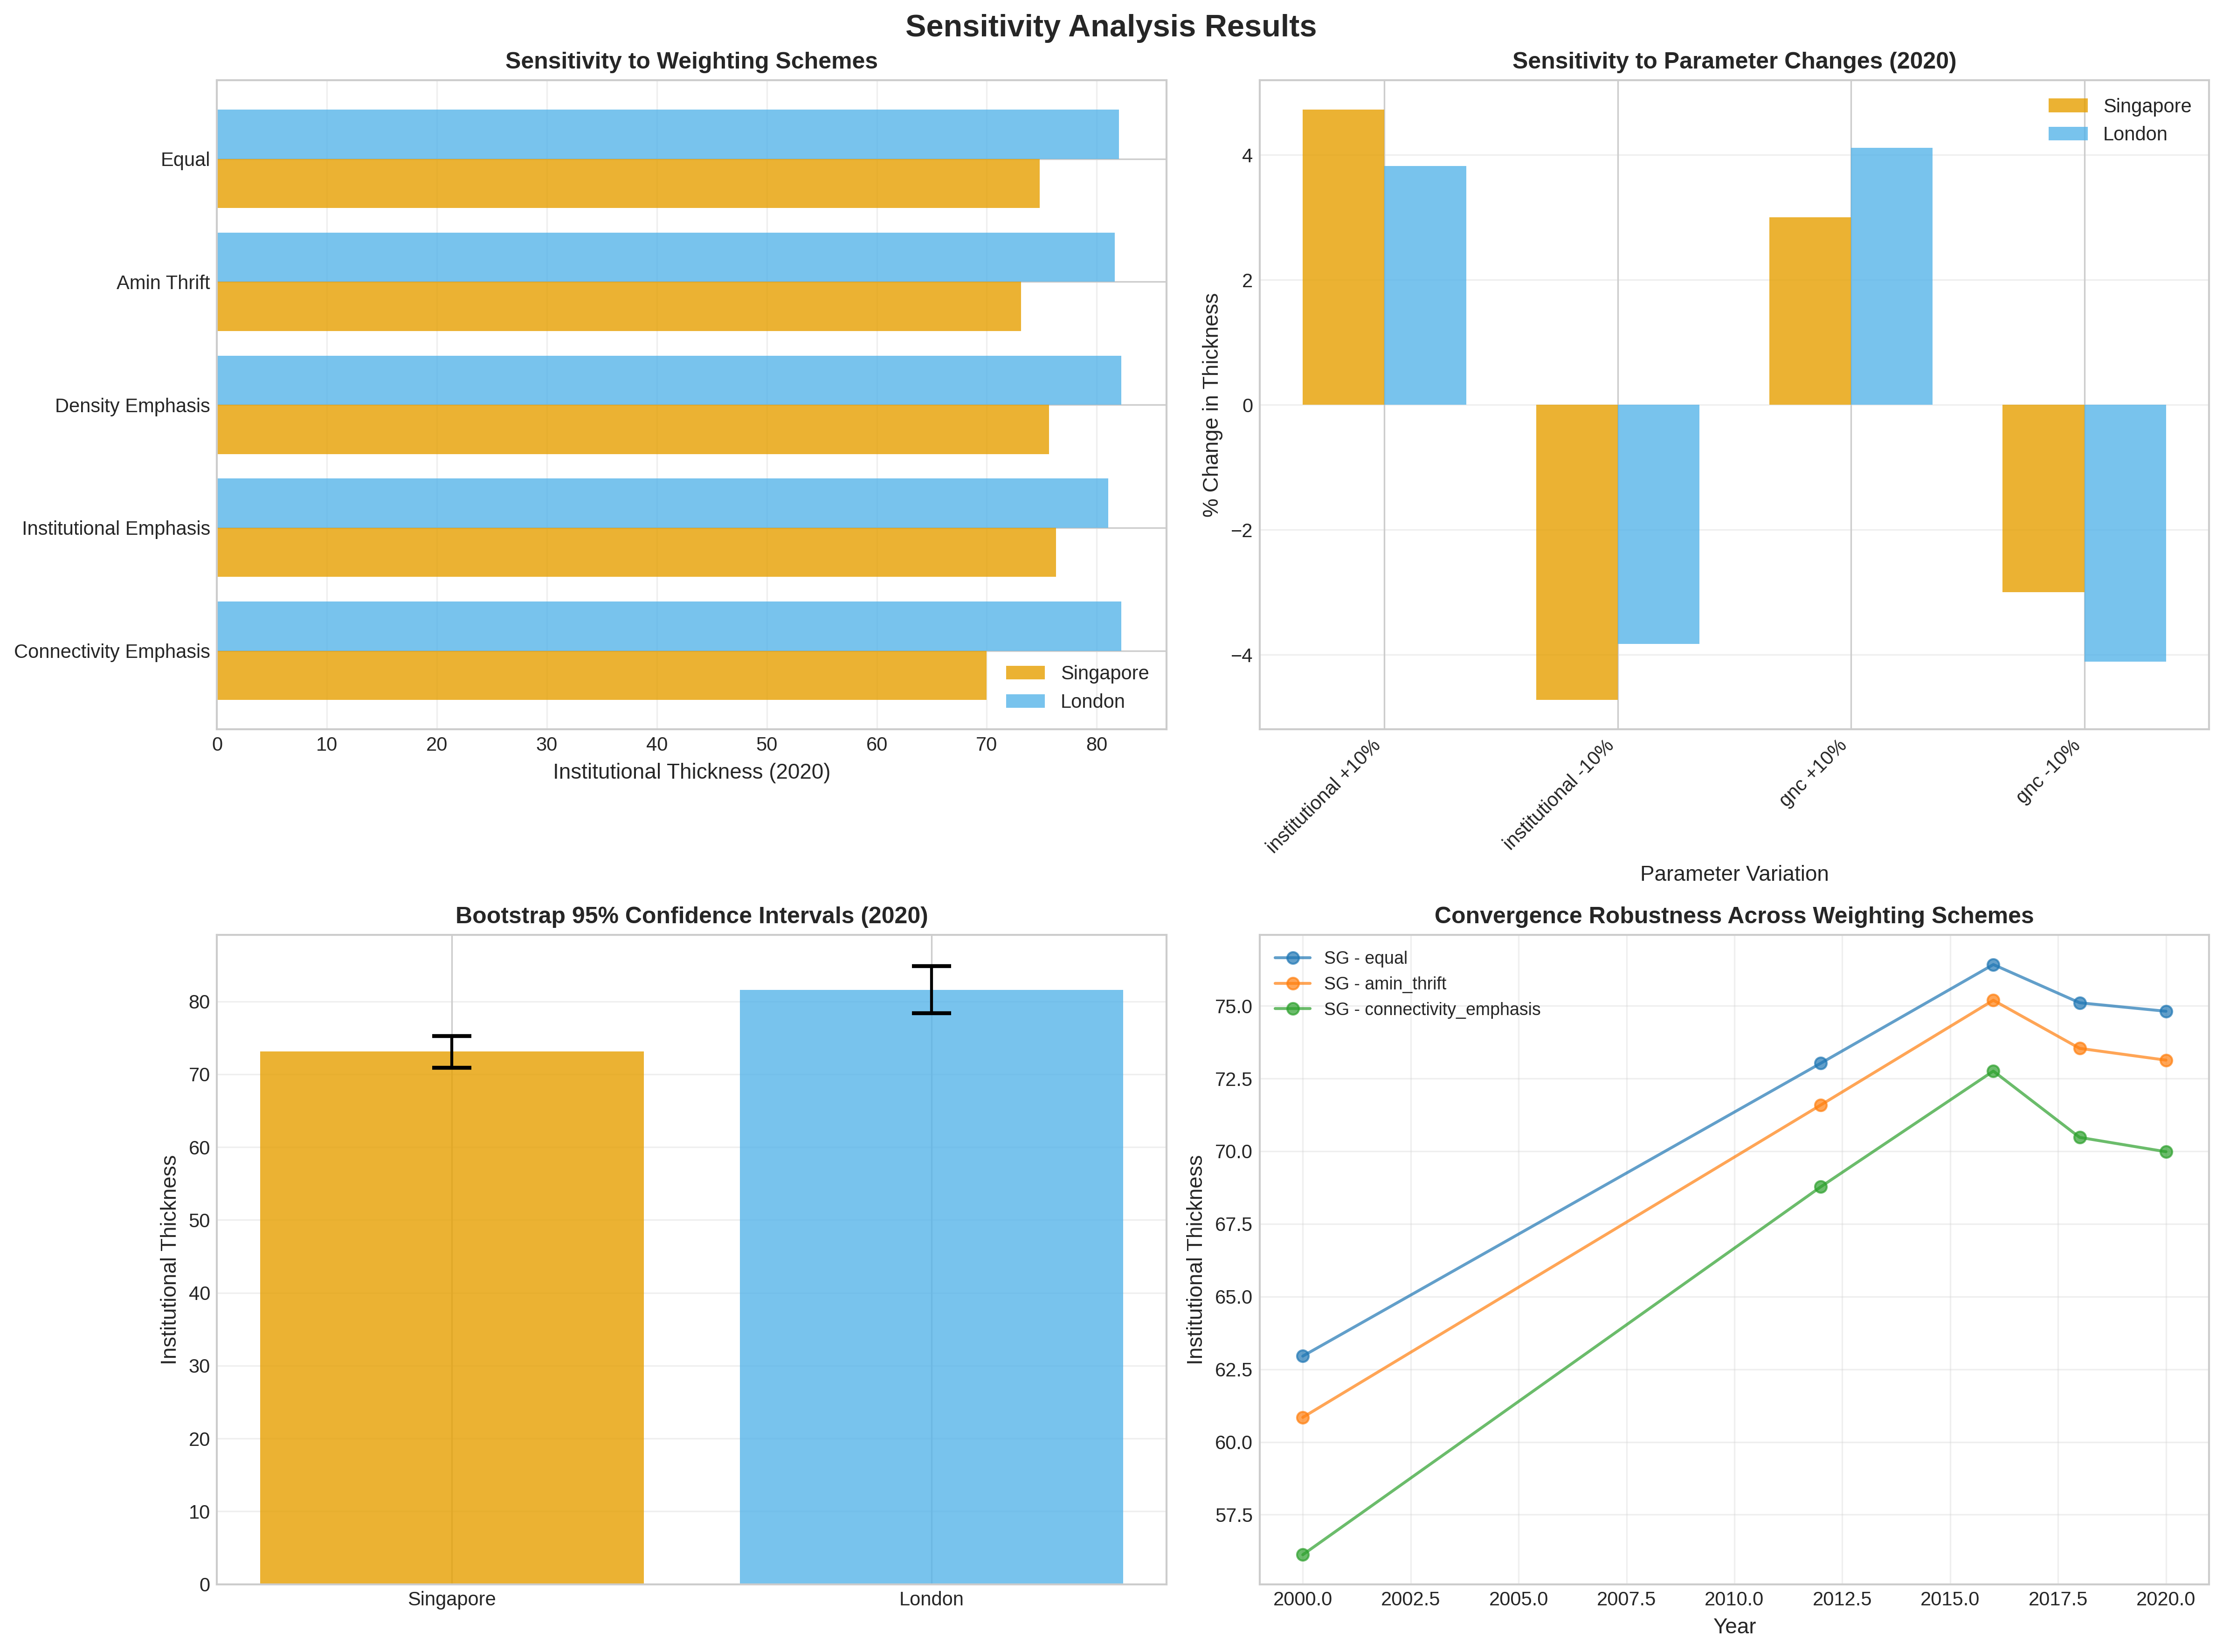 Sensitivity Analysis Results
Sensitivity to Weighting Schemes
Equal
Amin Thrift
Density Emphasis
Institutional Emphasis
Connectivity Emphasis
Singapore
London
0 10 20 30 40 50 60 70 80
Institutional Thickness (2020)
Sensitivity to Parameter Changes (2020)
Singapore
London
% Change in Thickness
4
2
0
−2
−4
institutional +10%
institutional -10%
gnc +10%
gnc -10%
Parameter Variation
Bootstrap 95% Confidence Intervals (2020)
Institutional Thickness
80
70
60
50
40
30
20
10
0
Singapore London
Convergence Robustness Across Weighting Schemes
SG - equal
SG - amin_thrift
SG - connectivity_emphasis
Institutional Thickness
75.0
72.5
70.0
67.5
65.0
62.5
60.0
57.5
2000.0 2002.5 2005.0 2007.5 2010.0 2012.5 2015.0 2017.5 2020.0
Year